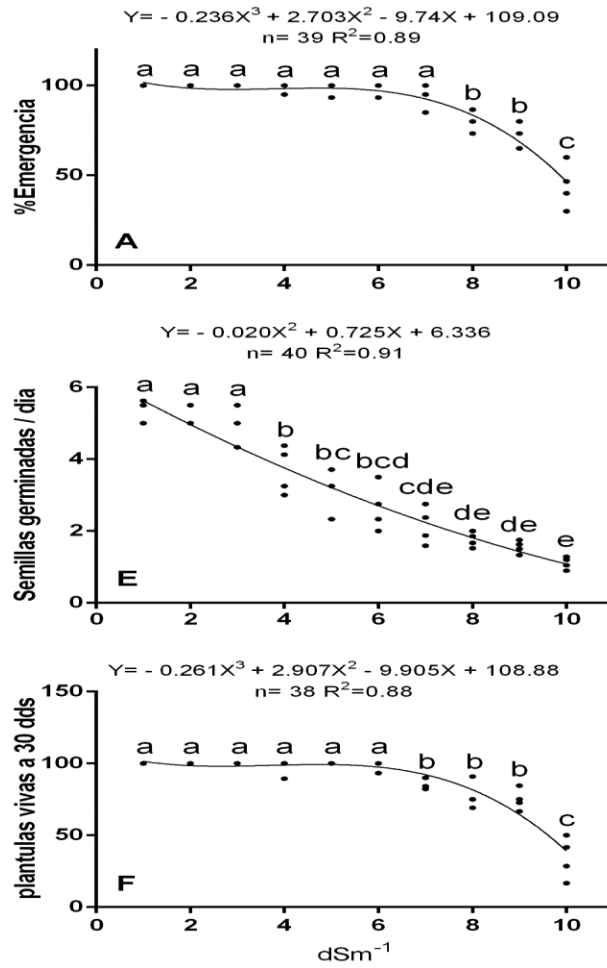 Y= - 0.236X³ + 2.703X² - 9.74X + 109.09
n= 39 R²=0.89
a a a a a a a b b c
100
50
0
%Emergencia
A
0 2 4 6 8 10
Y= - 0.020X² + 0.725X + 6.336
n= 40 R²=0.91
a a a b bc bcd cde de de e
6
4
2
0
Semillas germinadas / dia
E
0 2 4 6 8 10
Y= - 0.261X³ + 2.907X² - 9.905X + 108.88
n= 38 R²=0.88
a a a a a a b b b c
150
100
50
0
plantulas vivas a 30 dds
F
0 2 4 6 8 10
dSm⁻¹